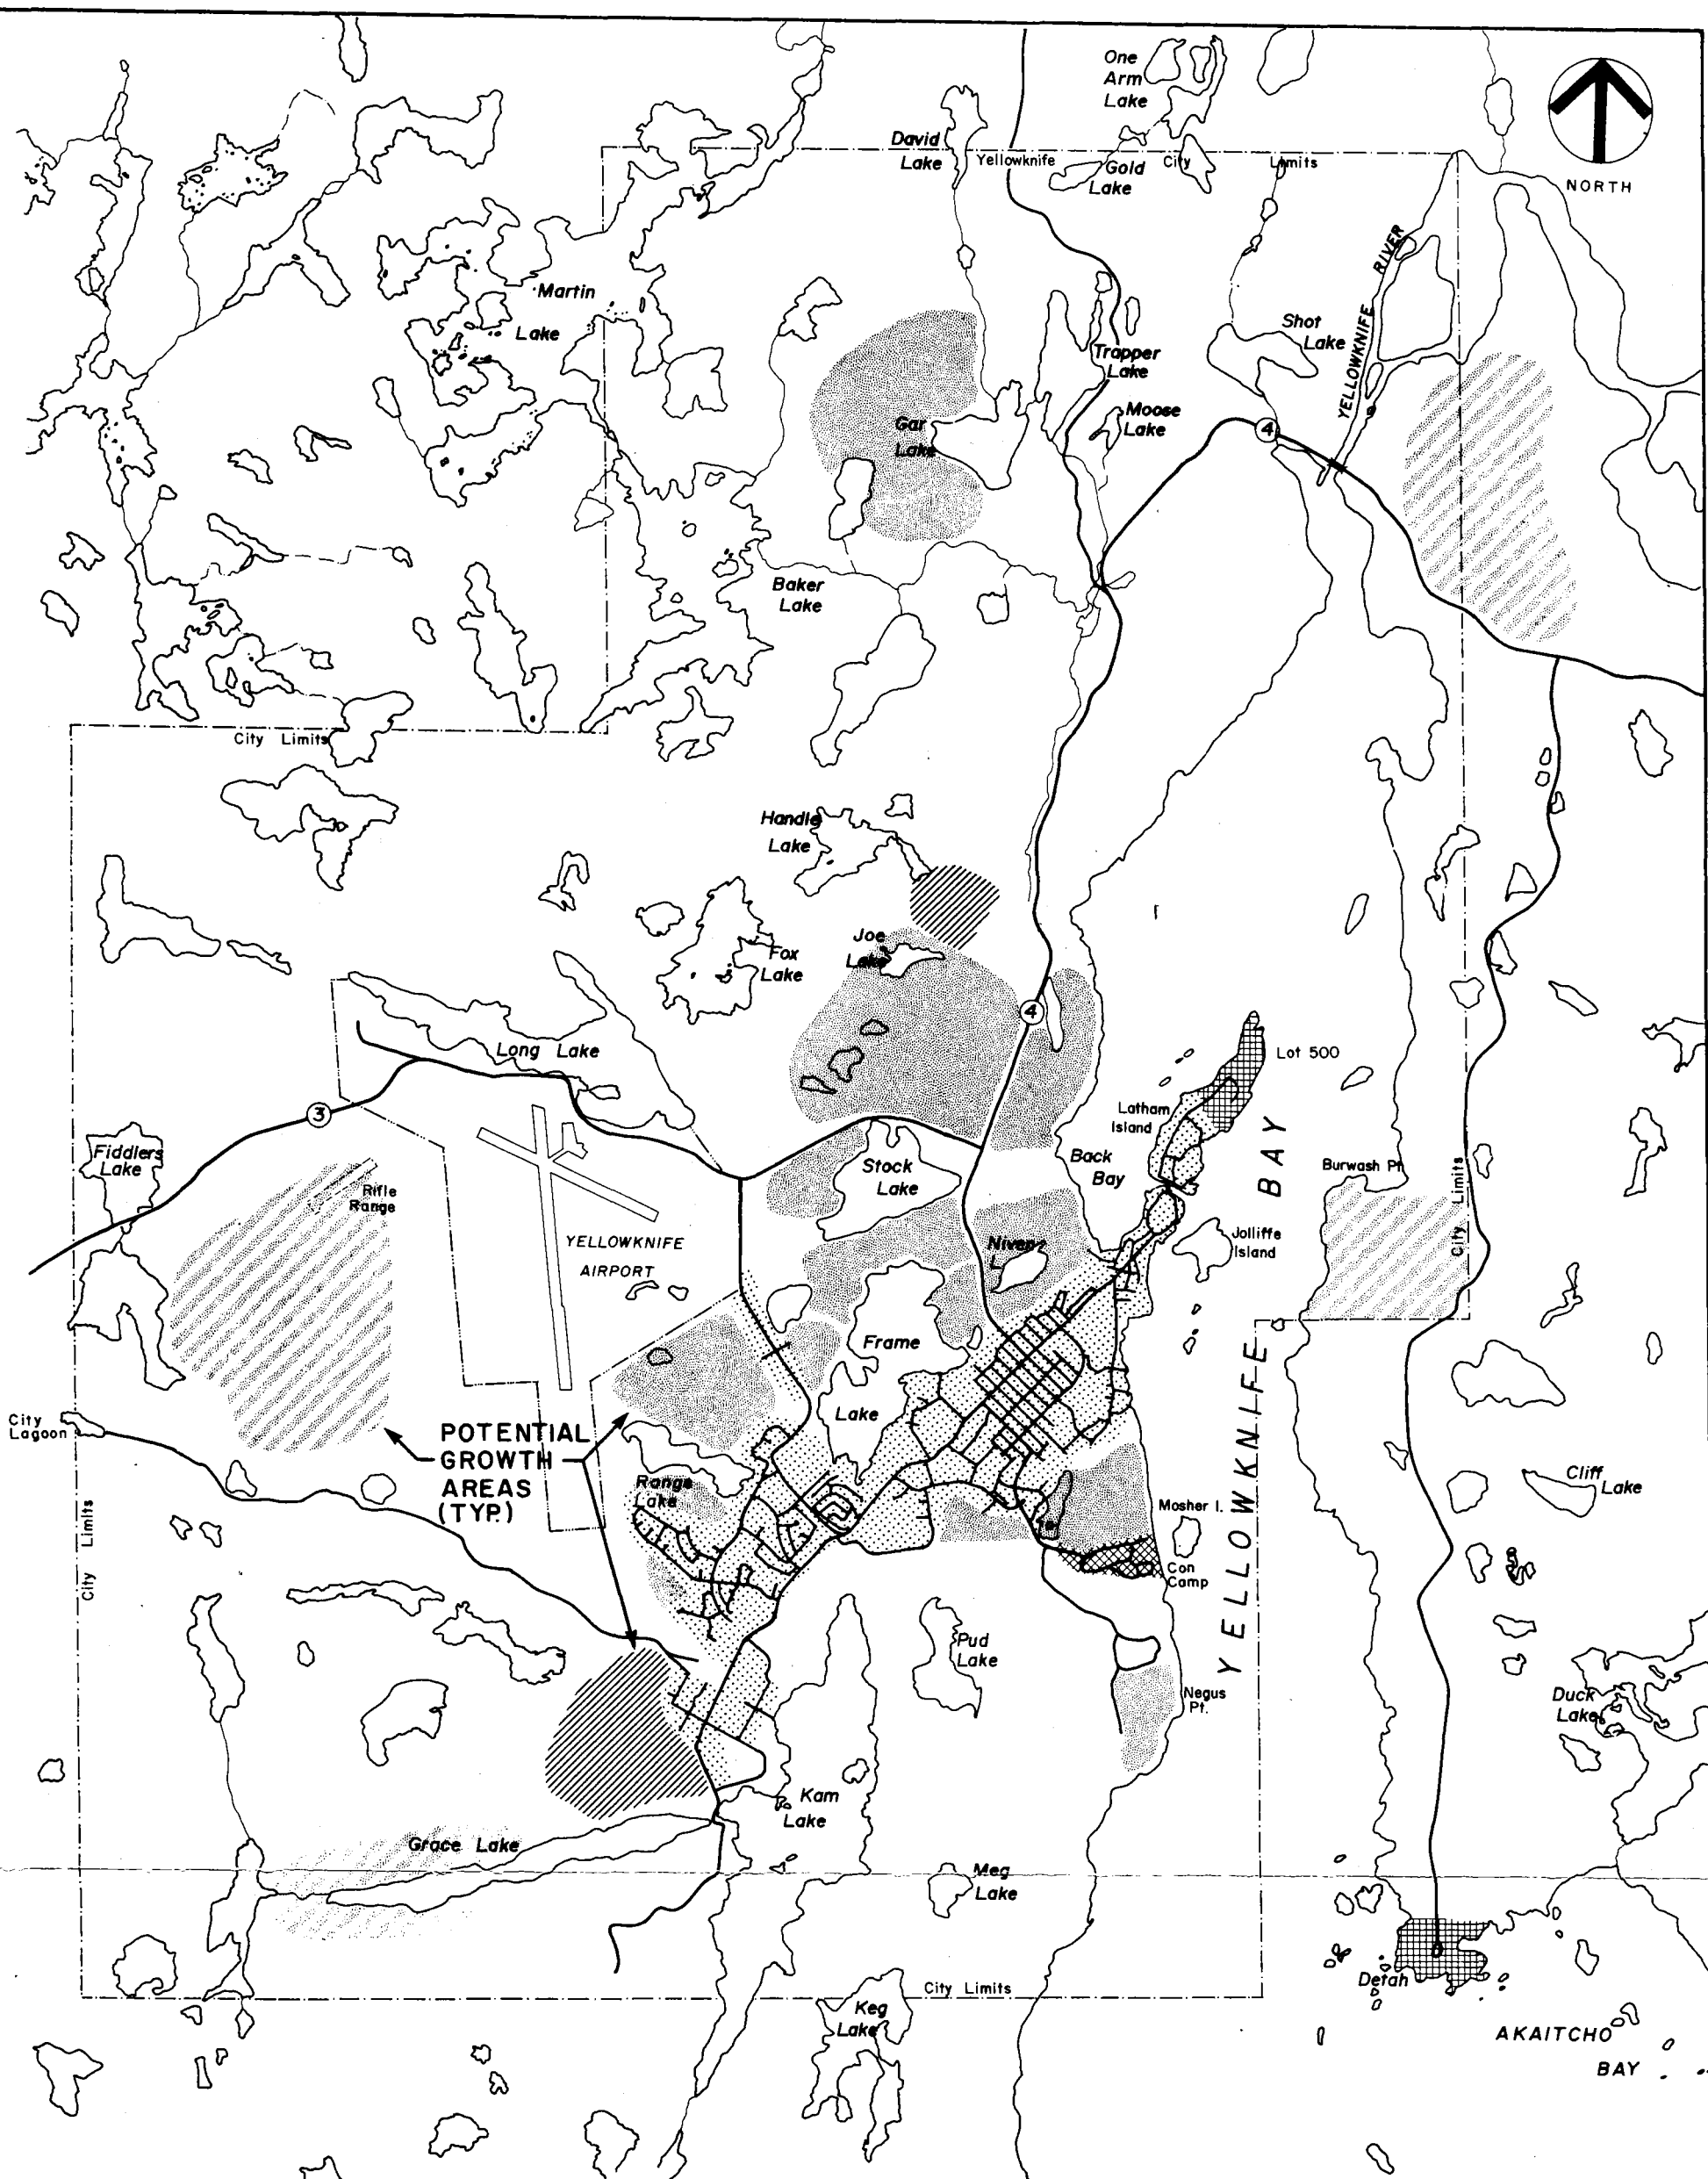 One
Arm
Lake
David
Lake
Yellowknife City Limits
Gold
Lake
NORTH
YELLOWKNIFE RIVER
Martin
Lake
Shot
Lake
Trapper
Lake
Moose
Lake
Gar
Lake
4
Baker
Lake
City Limits
Handle
Lake
Joe
Lake
Fox
Lake
4
Long Lake
Lot 500
3
Latham
Island
Fiddlers
Lake
Stock
Lake
Back
Bay
Burwash Pt.
Rifle
Range
YELLOWKNIFE
AIRPORT
Niven
L.
Jolliffe
Island
City Limits
YELLOWKNIFE BAY
Frame
Lake
City
Lagoon
POTENTIAL
GROWTH
AREAS
(TYP.)
Range
Lake
Cliff
Lake
Mosher I.
City Limits
Con
Camp
Pud
Lake
Negus
Pt.
Duck
Lake
Kam
Lake
Grace Lake
Meg
Lake
Detah
City Limits
Keg
Lake
AKAITCHO
BAY